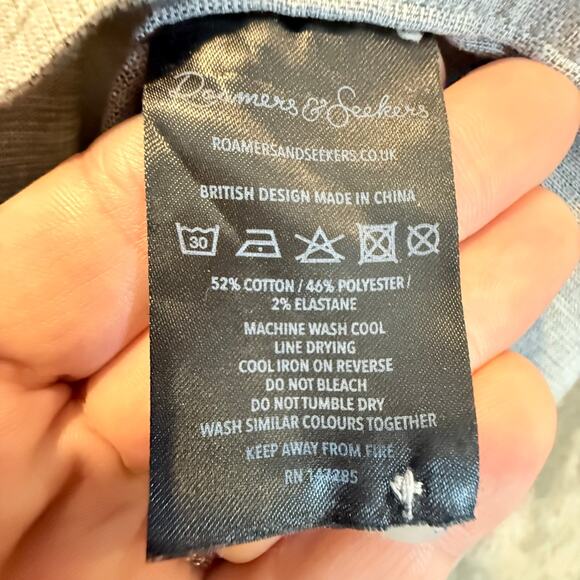 Roamers & Seekers
ROAMERSANDSEEKERS.CO.UK
BRITISH DESIGN MADE IN CHINA
30
52% COTTON / 46% POLYESTER /
2% ELASTANE
MACHINE WASH COOL
LINE DRYING
COOL IRON ON REVERSE
DO NOT BLEACH
DO NOT TUMBLE DRY
WASH SIMILAR COLOURS TOGETHER
KEEP AWAY FROM FIRE
RN